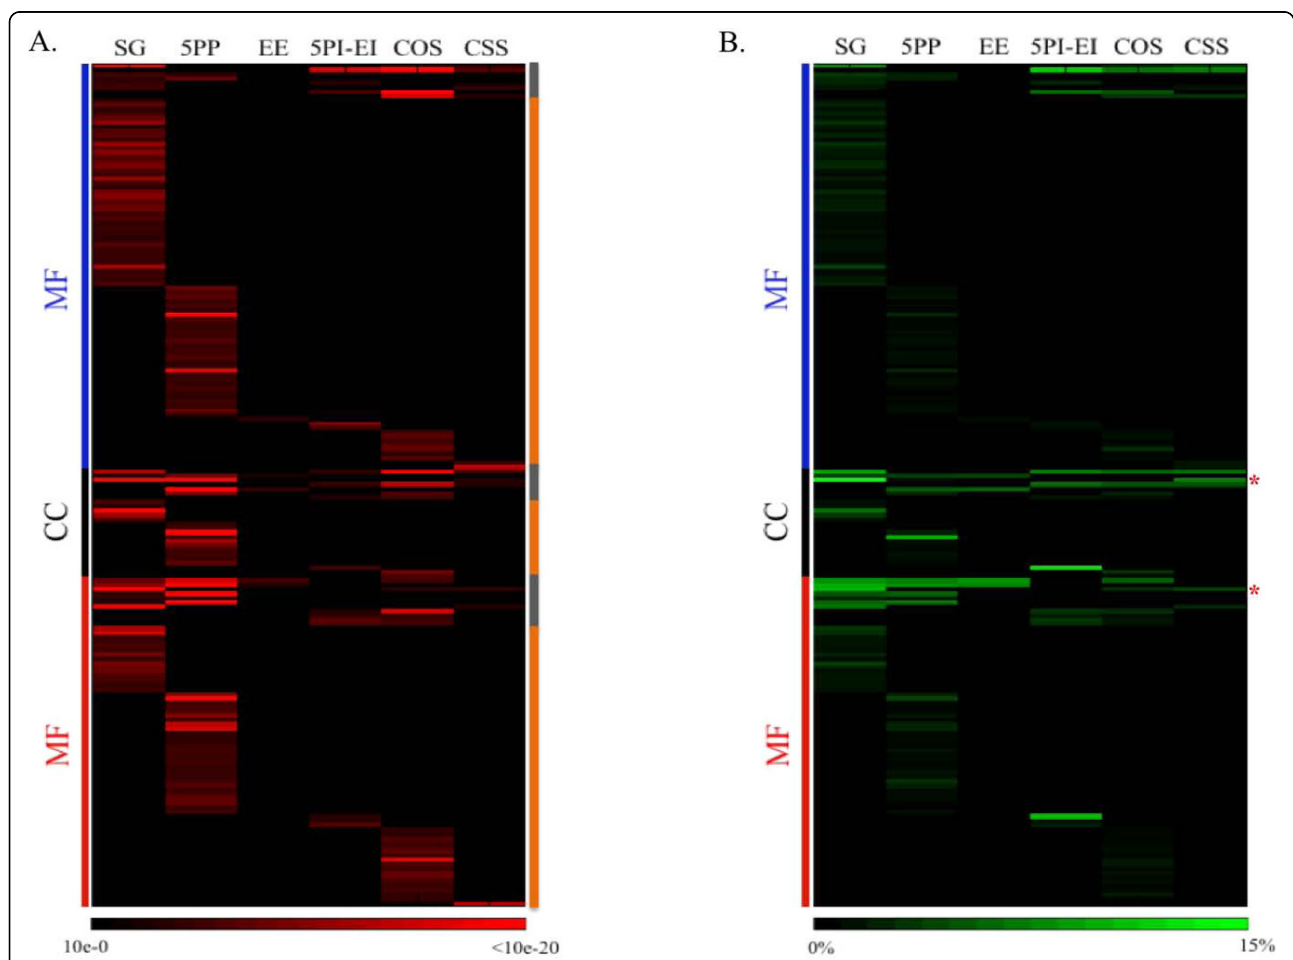 A.
SG 5PP EE 5PI-EI COS CSS
MF
CC
MF
10e-0 <10e-20
B.
SG 5PP EE 5PI-EI COS CSS
MF
CC
MF
*
*
0% 15%